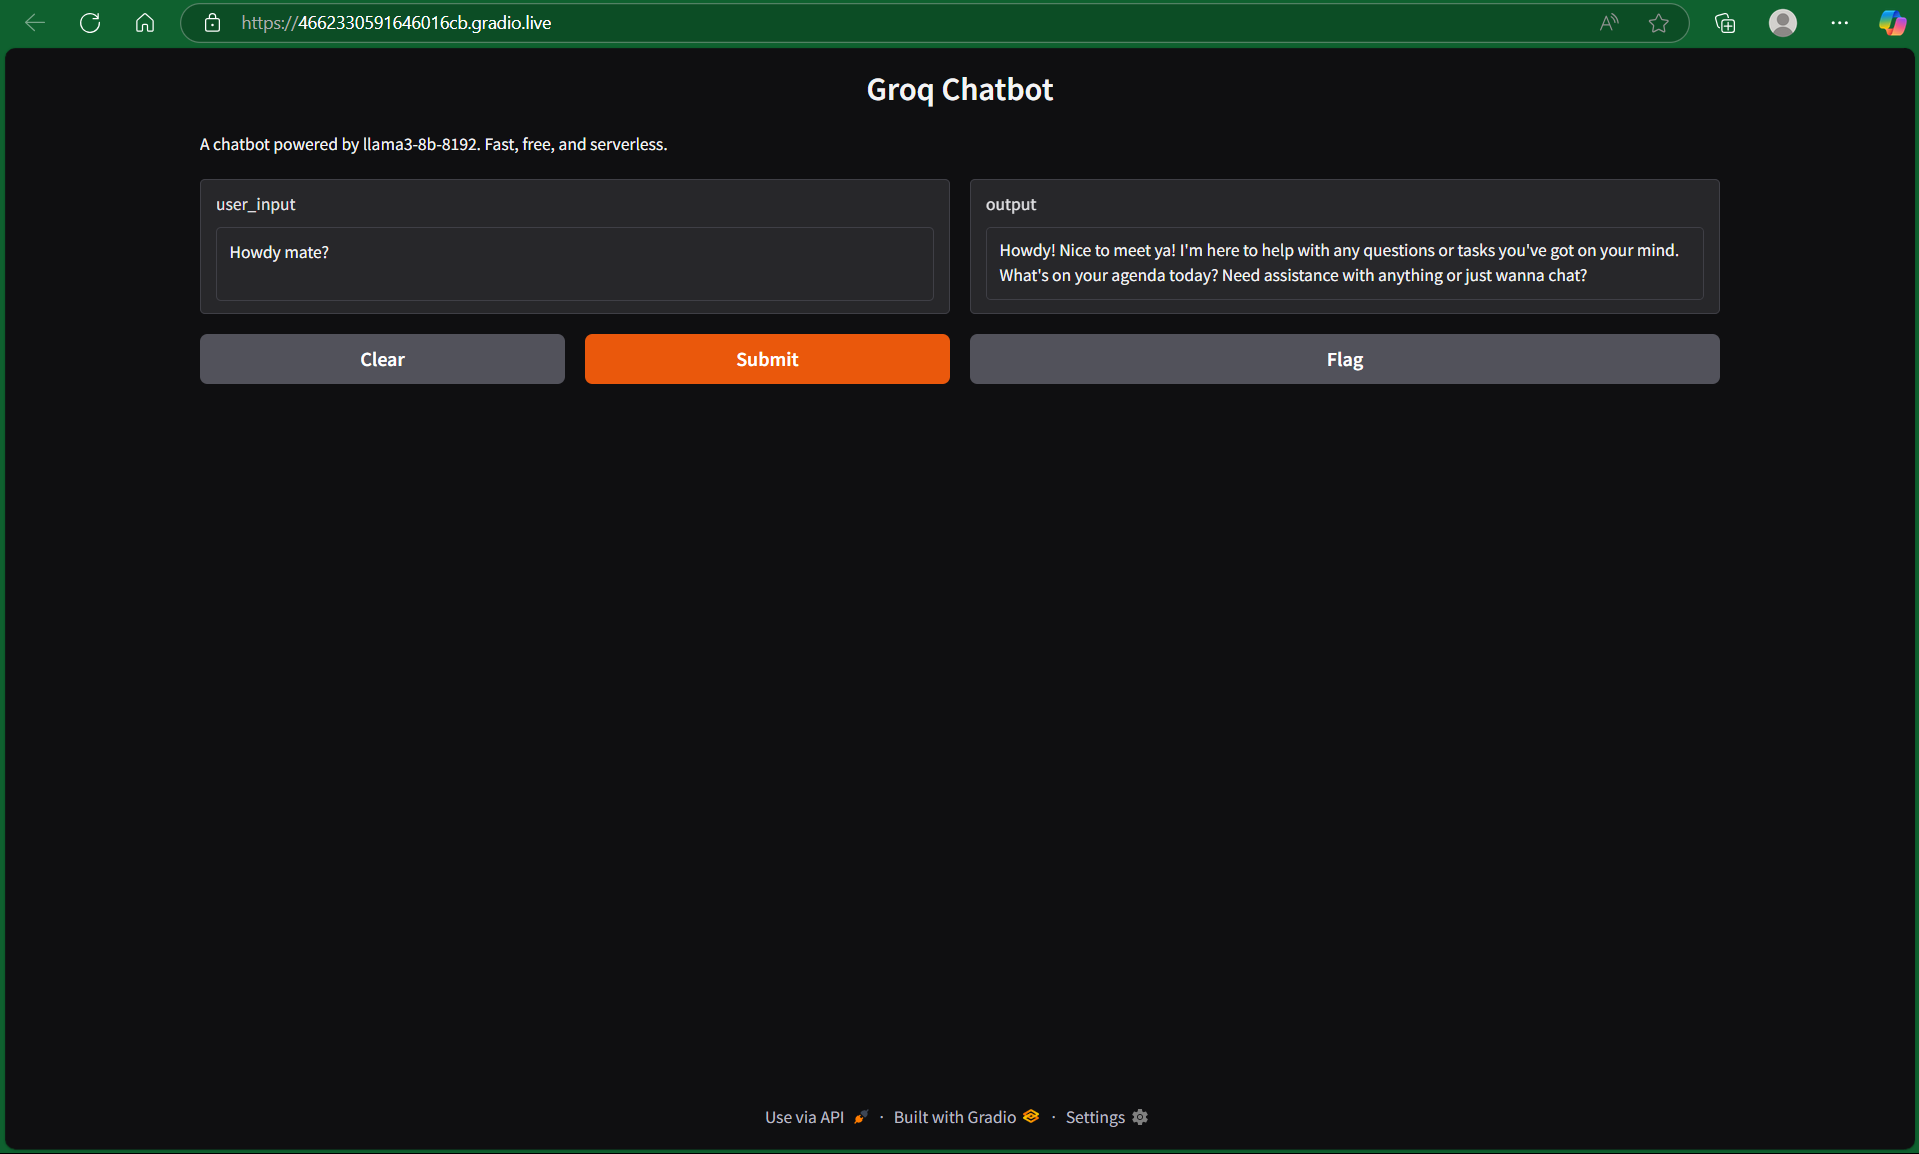 https://4662330591646016cb.gradio.live
Groq Chatbot
A chatbot powered by llama3-8b-8192. Fast, free, and serverless.
user_input
Howdy mate?
output
Howdy! Nice to meet ya! I'm here to help with any questions or tasks you've got on your mind.
What's on your agenda today? Need assistance with anything or just wanna chat?
Clear
Submit
Flag
Use via API · Built with Gradio · Settings